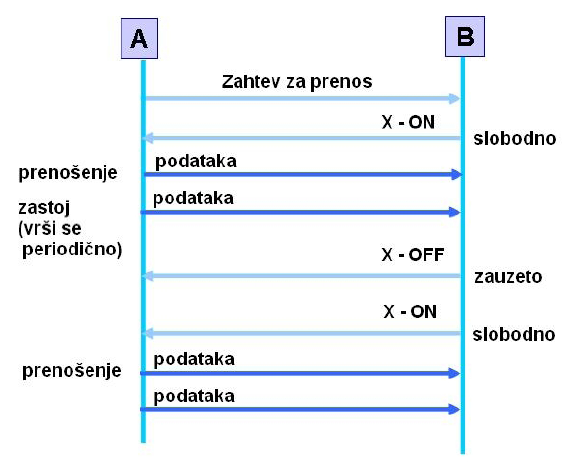 A
B
Zahtev za prenos
X - ON
slobodno
prenošenje
podataka
zastoj
(vrši se
periodično)
podataka
X - OFF
zauzeto
X - ON
slobodno
prenošenje
podataka
podataka